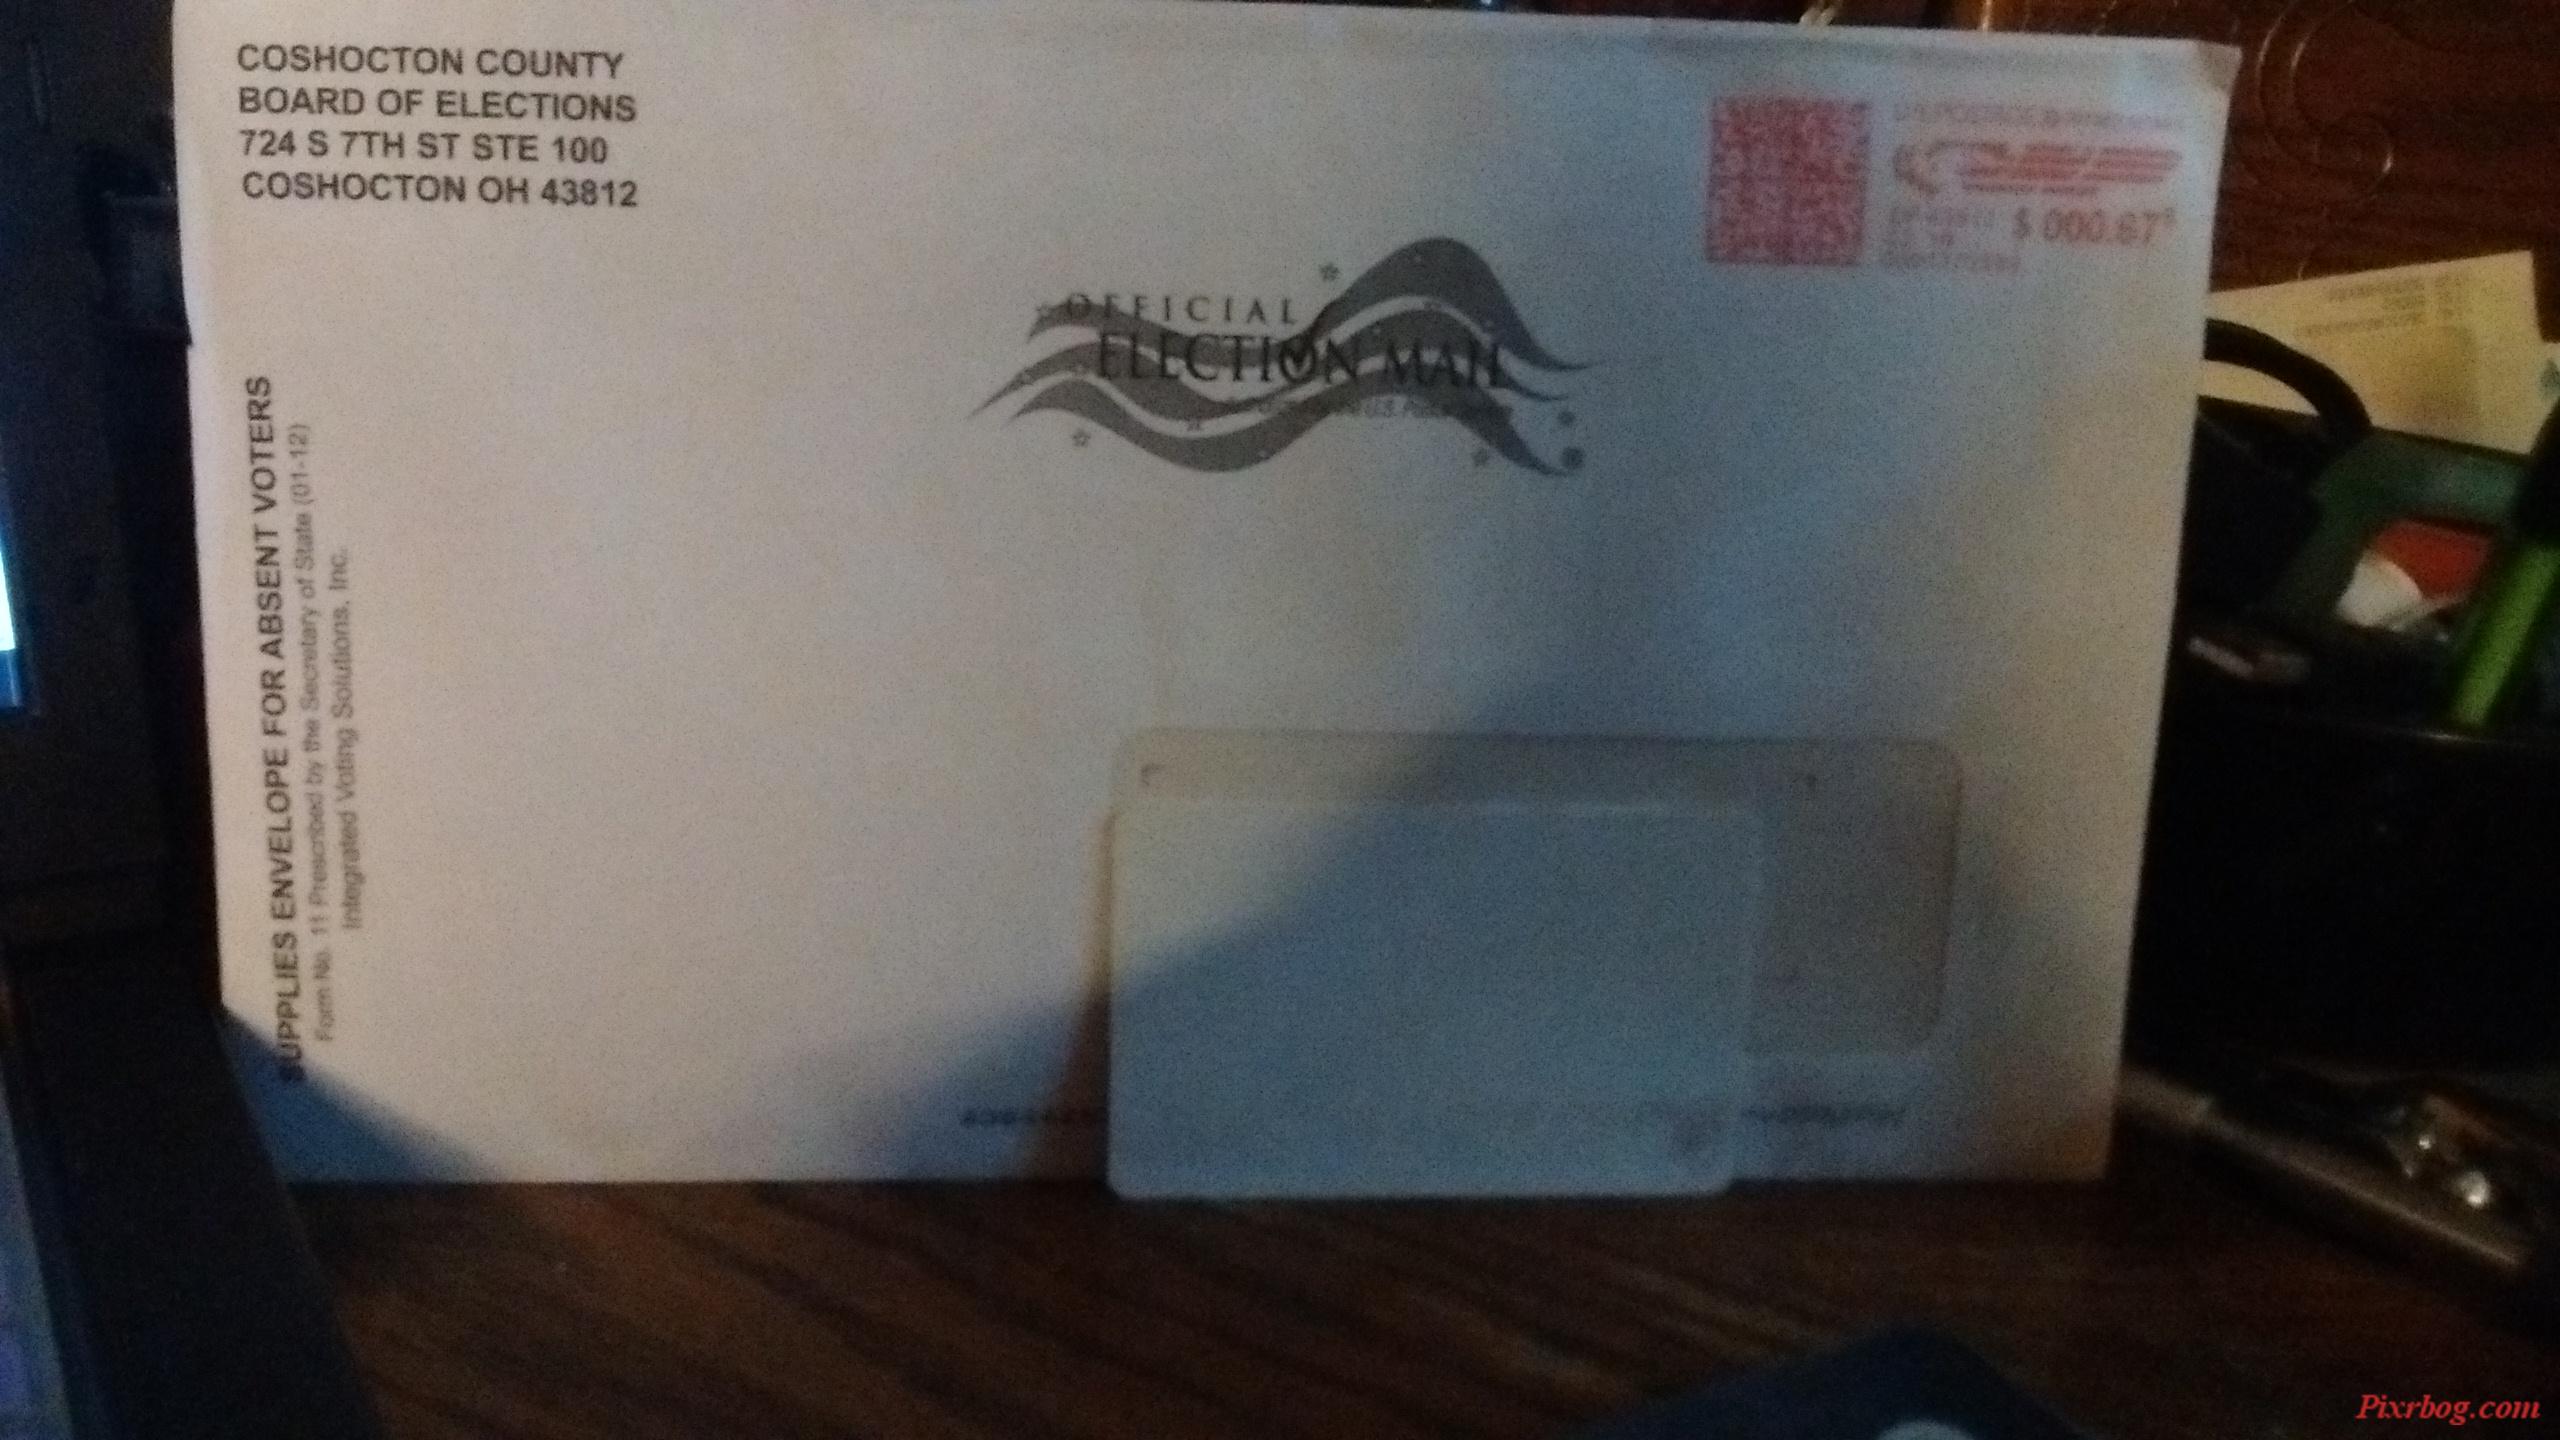 COSHOCTON COUNTY
BOARD OF ELECTIONS
724 S 7TH ST STE 100
COSHOCTON OH 43812
$ 000.67
OFFICIAL
ELECTION MAIL
U.S.
SUPPLIES ENVELOPE FOR ABSENT VOTERS
Form No. 11 Prescribed by the Secretary of State (01-12)
Integrated Voting Solutions, Inc.
Pixrbog.com